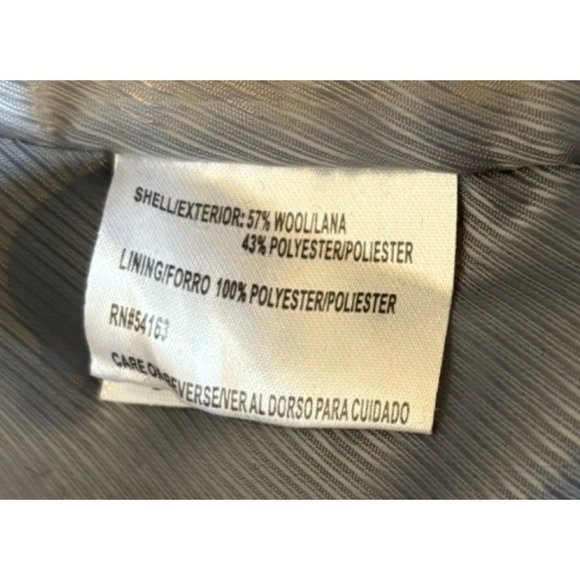 SHELL/EXTERIOR: 57% WOOL/LANA
43% POLYESTER/POLIESTER
LINING/FORRO 100% POLYESTER/POLIESTER
RN#54163
CARE ON REVERSE/VER AL DORSO PARA CUIDADO